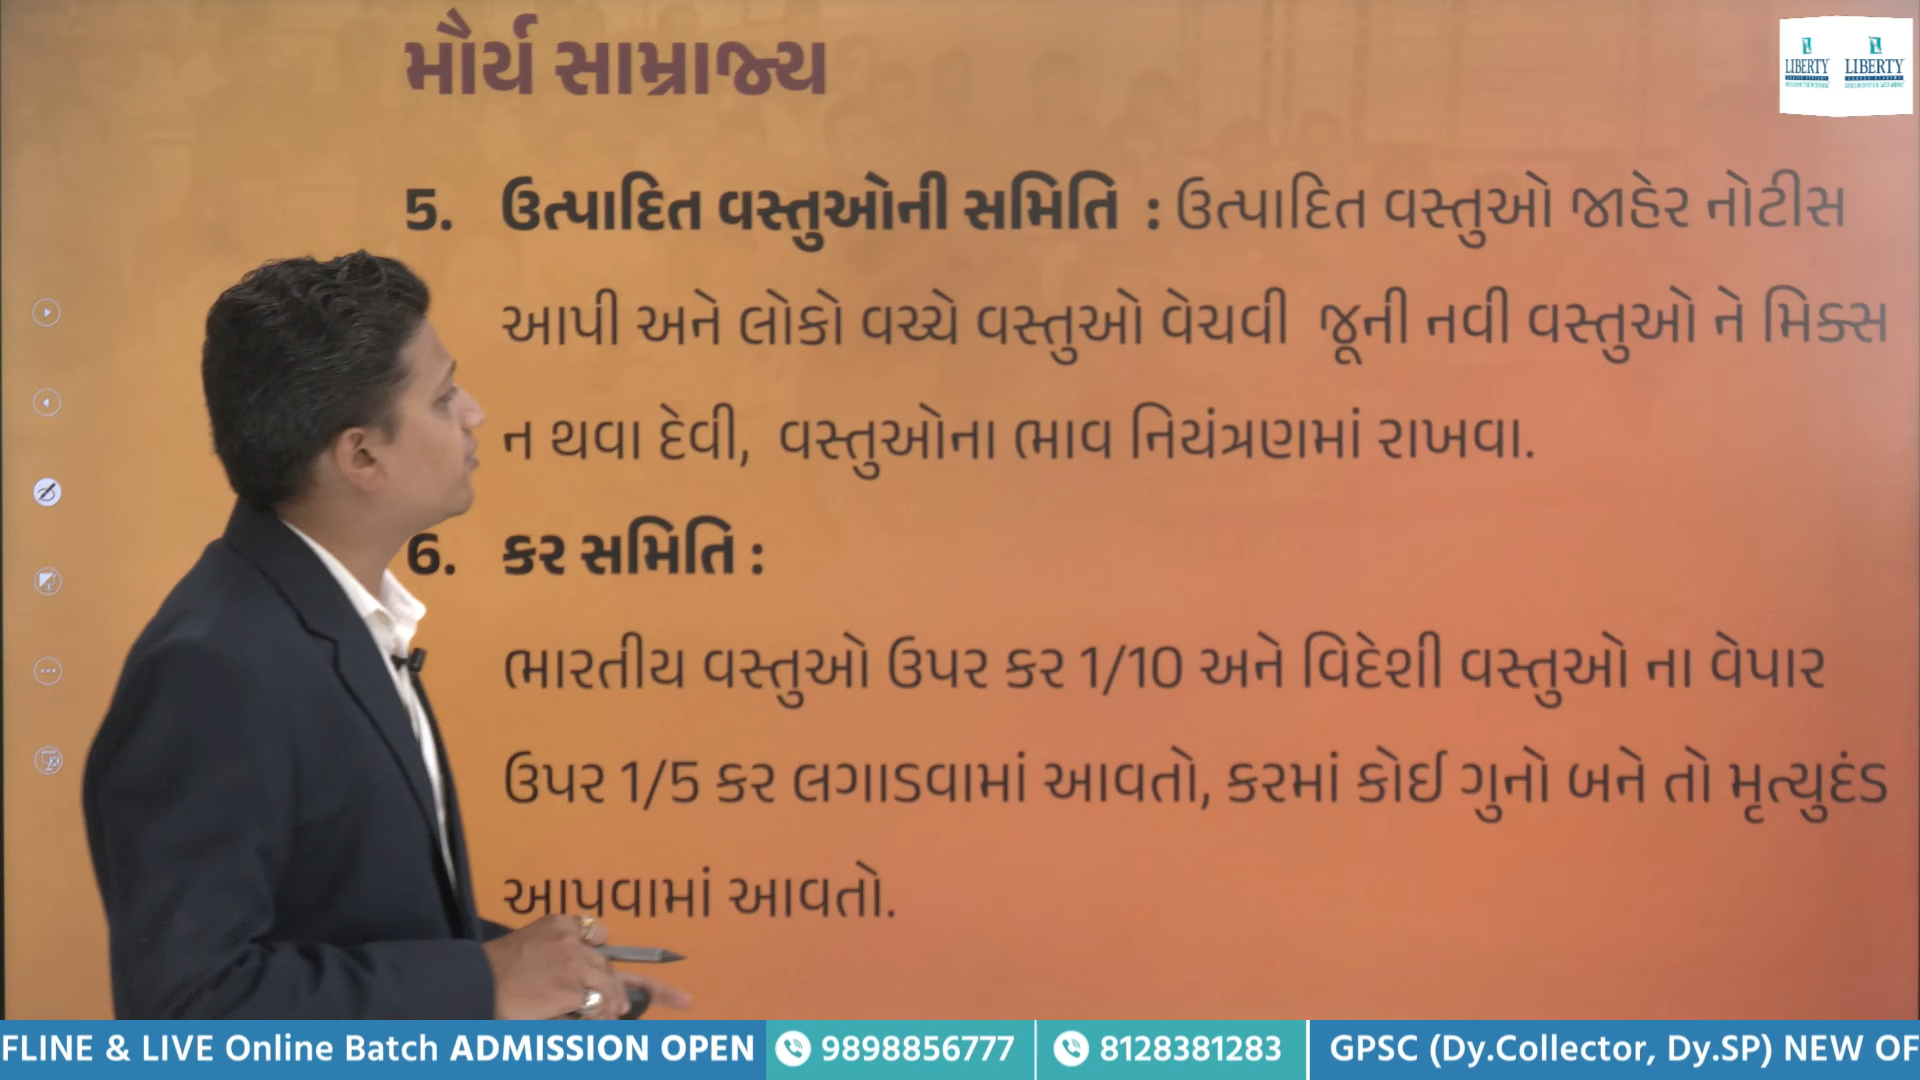 મૌર્ય સામ્રાજ્ય
LIBERTY LIBERTY
5. ઉત્પાદિત વસ્તુઓની સમિતિ : ઉત્પાદિત વસ્તુઓ જાહેર નોટીસ
આપી અને લોકો વચ્ચે વસ્તુઓ વેચવી જૂની નવી વસ્તુઓ ને મિક્સ
ન થવા દેવી, વસ્તુઓના ભાવ નિયંત્રણમાં રાખવા.
6. કર સમિતિ :
ભારતીય વસ્તુઓ ઉપર કર 1/10 અને વિદેશી વસ્તુઓ ના વેપાર
ઉપર 1/5 કર લગાડવામાં આવતો, કરમાં કોઈ ગુનો બને તો મૃત્યુદંડ
આપવામાં આવતો.
FLINE & LIVE Online Batch ADMISSION OPEN 9898856777 8128381283 GPSC (Dy.Collector, Dy.SP) NEW OF